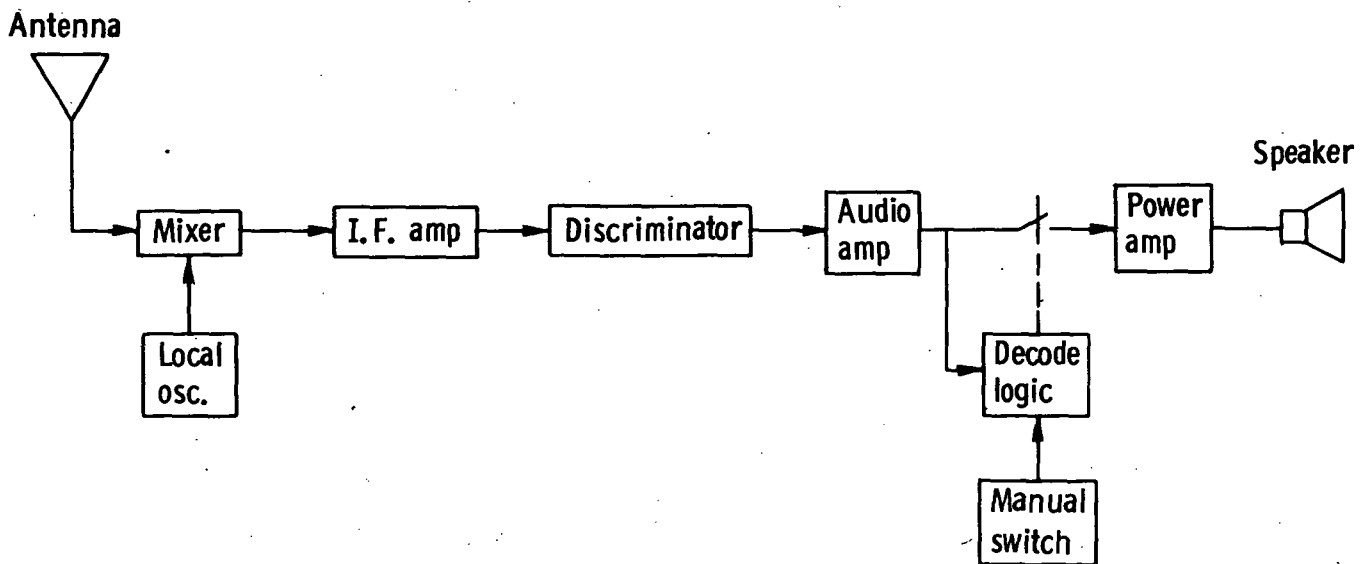 Antenna
Speaker
Mixer
I. F. amp
Discriminator
Audio
amp
Power
amp
Local
osc.
Decode
logic
Manual
switch